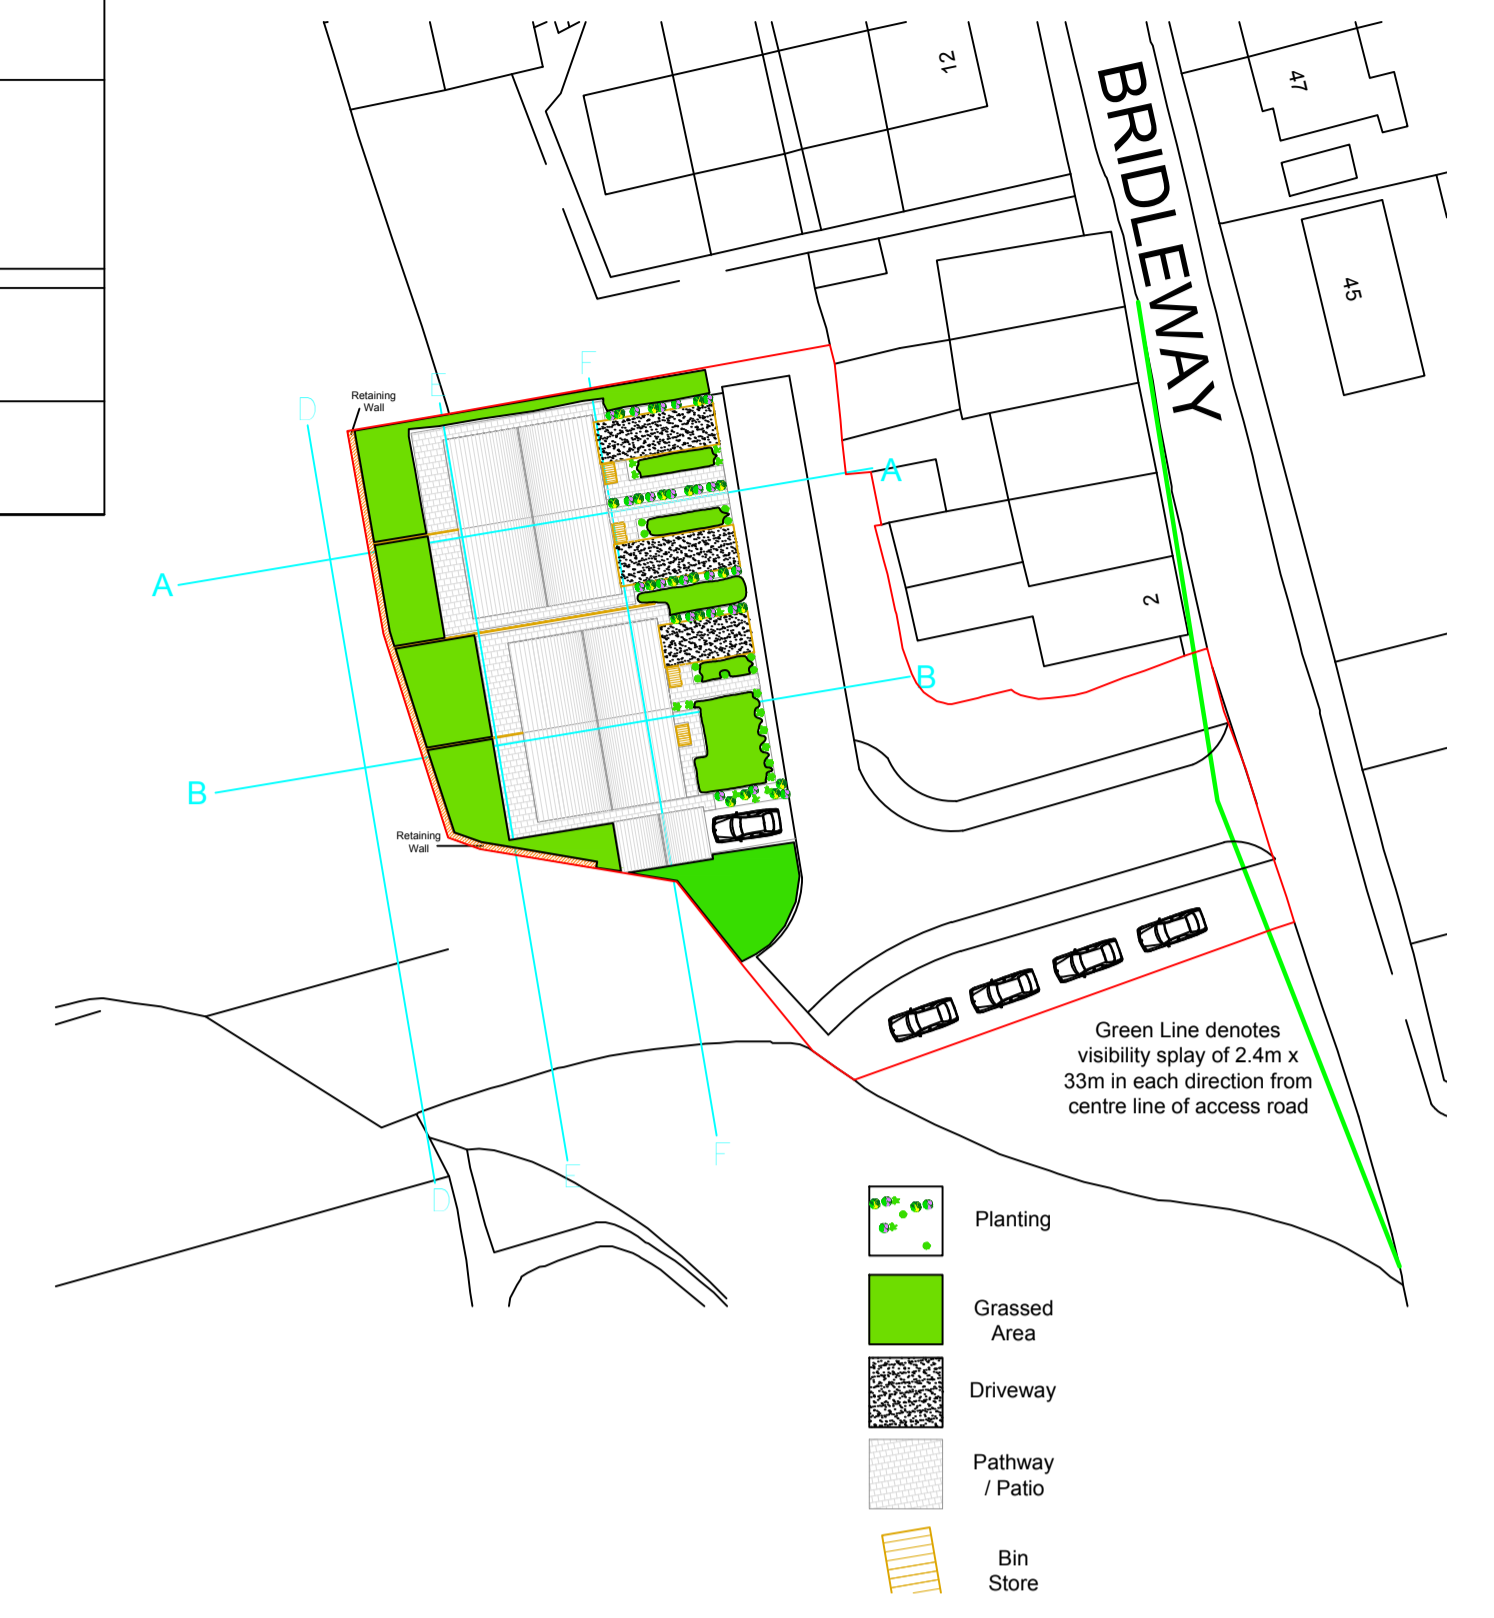 12
47
BRIDLEWAY
45
F
E
D
Retaining
Wall
A
A
2
B
B
Retaining
Wall
Green Line denotes
visibility splay of 2.4m x
33m in each direction from
centre line of access road
F
E
D
Planting
Grassed
Area
Driveway
Pathway
/ Patio
Bin
Store